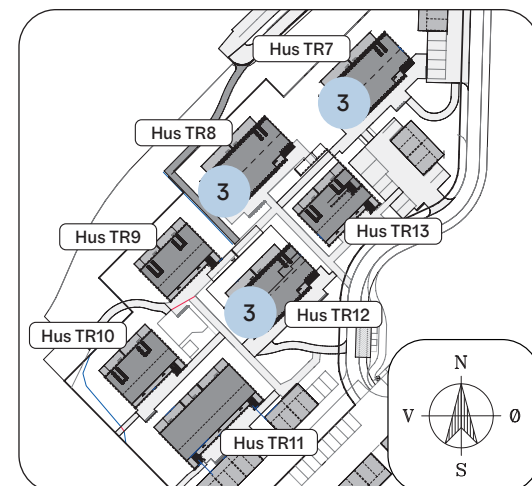 Hus TR7
3
Hus TR8
3
Hus TR9
Hus TR13
3
Hus TR12
Hus TR10
Hus TR11
N
V Ø
S